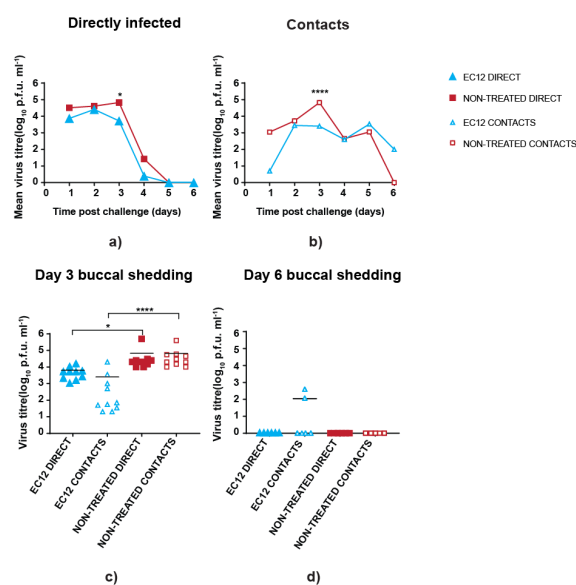 Directly infected
Contacts
Mean virus titre(log10 p.f.u. ml-1)
6
5
4
3
2
1
0
*
0 1 2 3 4 5 6
Time post challenge (days)
a)
Mean virus titre(log10 p.f.u. ml-1)
6
5
4
3
2
1
0
****
0 1 2 3 4 5 6
Time post challenge (days)
b)
EC12 DIRECT
NON-TREATED DIRECT
EC12 CONTACTS
NON-TREATED CONTACTS
Day 3 buccal shedding
Virus titre(log10 p.f.u. ml-1)
6
5
4
3
2
1
0
****
*
EC12 DIRECT
EC12 CONTACTS
NON-TREATED DIRECT
NON-TREATED CONTACTS
c)
Day 6 buccal shedding
Virus titre(log10 p.f.u. ml-1)
6
5
4
3
2
1
0
EC12 DIRECT
EC12 CONTACTS
NON-TREATED DIRECT
NON-TREATED CONTACTS
d)